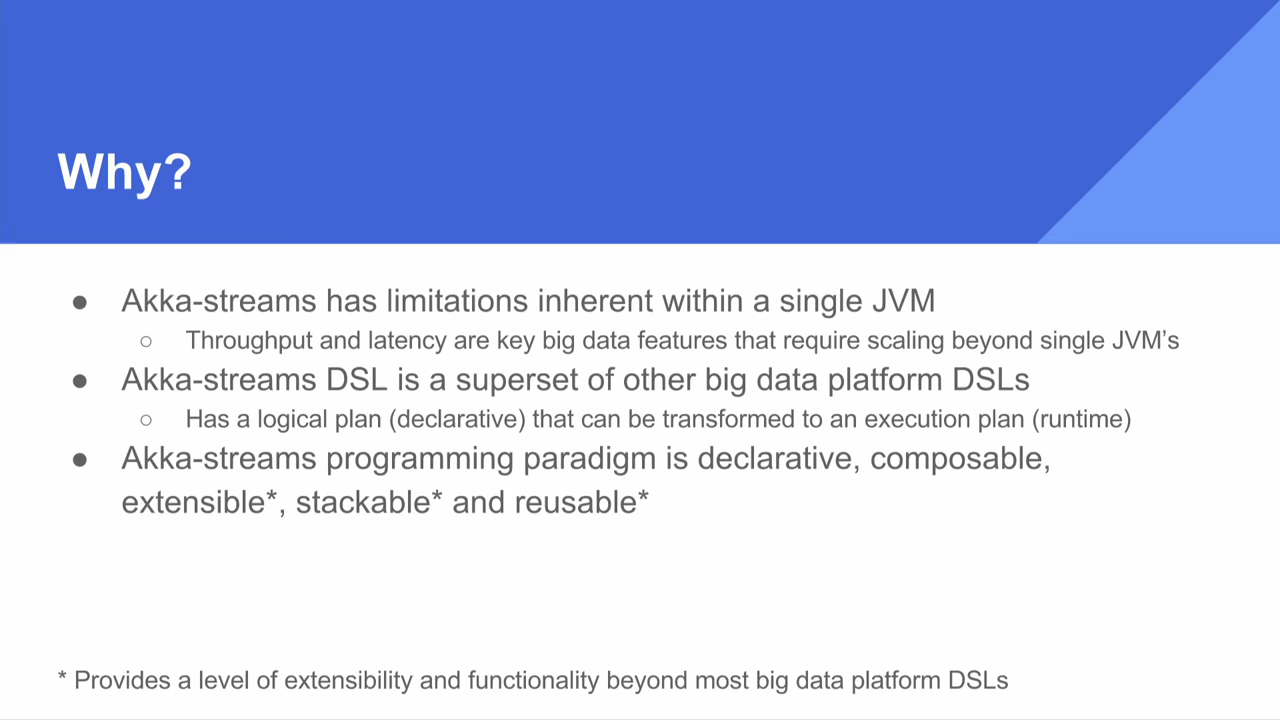 Why?
● Akka-streams has limitations inherent within a single JVM
○ Throughput and latency are key big data features that require scaling beyond single JVM’s
● Akka-streams DSL is a superset of other big data platform DSLs
○ Has a logical plan (declarative) that can be transformed to an execution plan (runtime)
● Akka-streams programming paradigm is declarative, composable,
extensible*, stackable* and reusable*
* Provides a level of extensibility and functionality beyond most big data platform DSLs